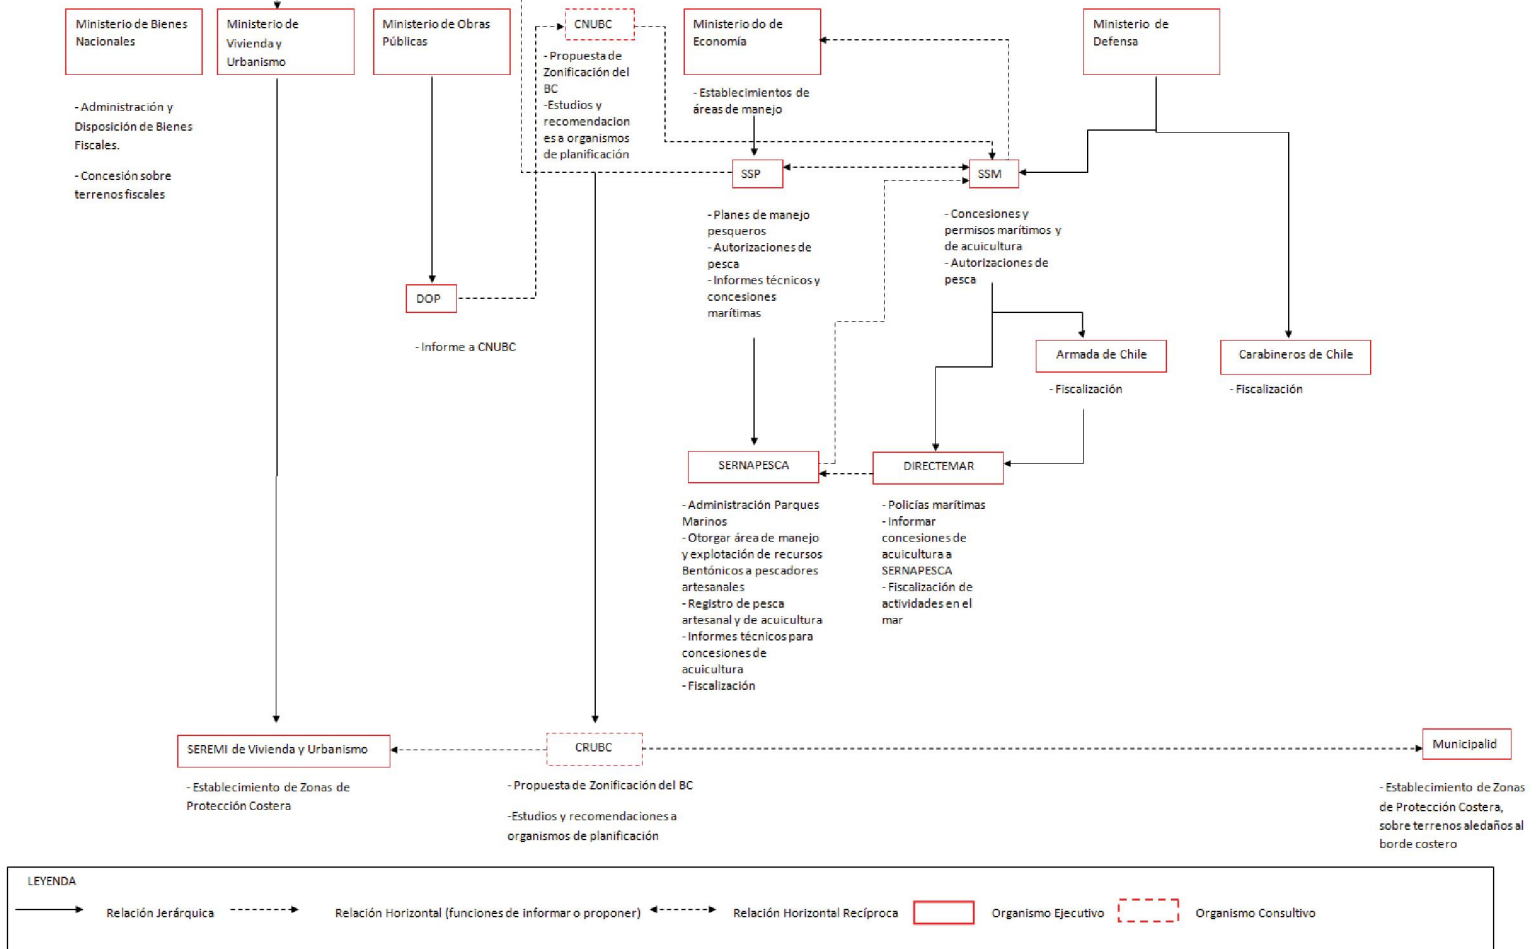 Ministerio de Bienes
Nacionales
Ministerio de
Vivienda y
Urbanismo
Ministerio de Obras
Públicas
CNUBC
Ministerio do de
Economía
Ministerio de
Defensa
- Administración y
Disposición de Bienes
Fiscales.
- Concesión sobre
terrenos fiscales
- Propuesta de
Zonificación del
BC
-Estudios y
recomendacion
es a organismos
de planificación
- Establecimientos de
áreas de manejo
SSP
SSM
- Planes de manejo
pesqueros
- Autorizaciones de
pesca
- Informes técnicos y
concesiones
marítimas
- Concesiones y
permisos marítimos y
de acuicultura
- Autorizaciones de
pesca
DOP
- Informe a CNUBC
Armada de Chile
- Fiscalización
Carabineros de Chile
- Fiscalización
SERNAPESCA
DIRECTEMAR
- Administración Parques
Marinos
- Otorgar área de manejo
y explotación de recursos
Bentónicos a pescadores
artesanales
- Registro de pesca
artesanal y de acuicultura
- Informes técnicos para
concesiones de
acuicultura
- Fiscalización
- Policías marítimas
- Informar
concesiones de
acuicultura a
SERNAPESCA
- Fiscalización de
actividades en el
mar
SEREMI de Vivienda y Urbanismo
CRUBC
Municipalid
- Establecimiento de Zonas de
Protección Costera
- Propuesta de Zonificación del BC
-Estudios y recomendaciones a
organismos de planificación
- Establecimiento de Zonas
de Protección Costera,
sobre terrenos aledaños al
borde costero
LEYENDA
Relación Jerárquica
Relación Horizontal (funciones de informar o proponer)
Relación Horizontal Recíproca
Organismo Ejecutivo
Organismo Consultivo